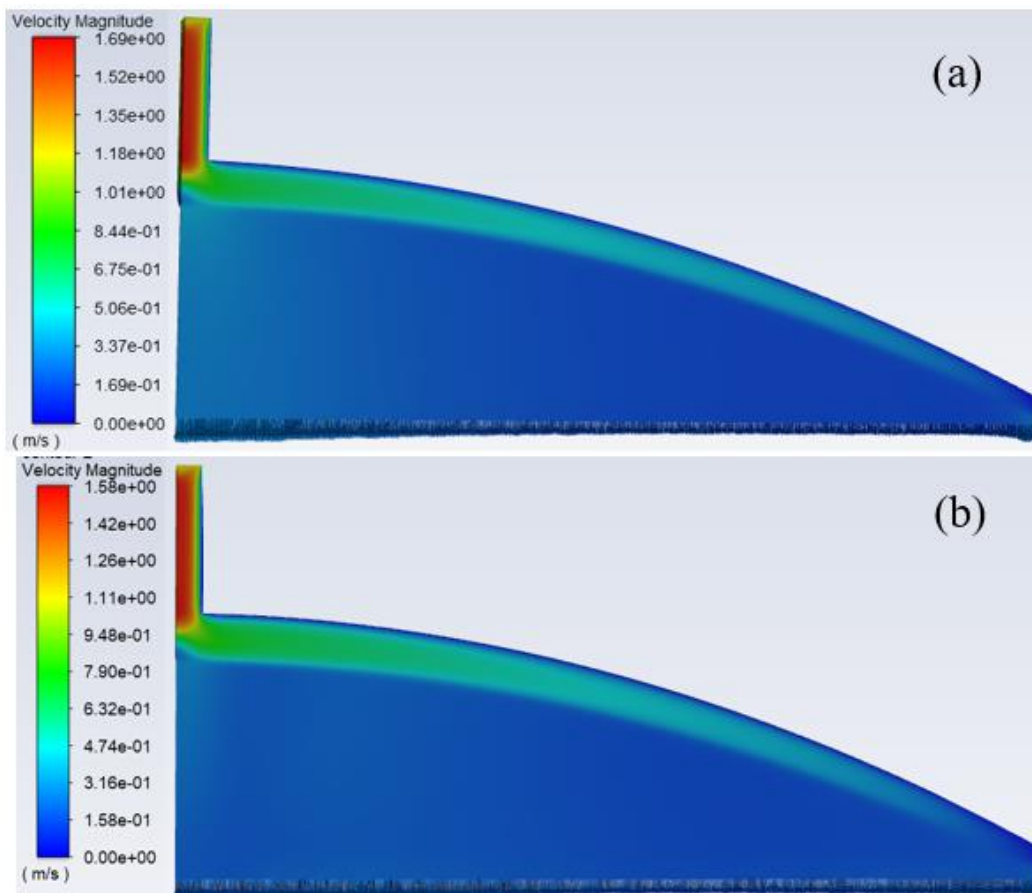 Velocity Magnitude
1.69e+00
1.52e+00
1.35e+00
1.18e+00
1.01e+00
8.44e-01
6.75e-01
5.06e-01
3.37e-01
1.69e-01
0.00e+00
( m/s )
(a)
Velocity Magnitude
1.58e+00
1.42e+00
1.26e+00
1.11e+00
9.48e-01
7.90e-01
6.32e-01
4.74e-01
3.16e-01
1.58e-01
0.00e+00
( m/s )
(b)